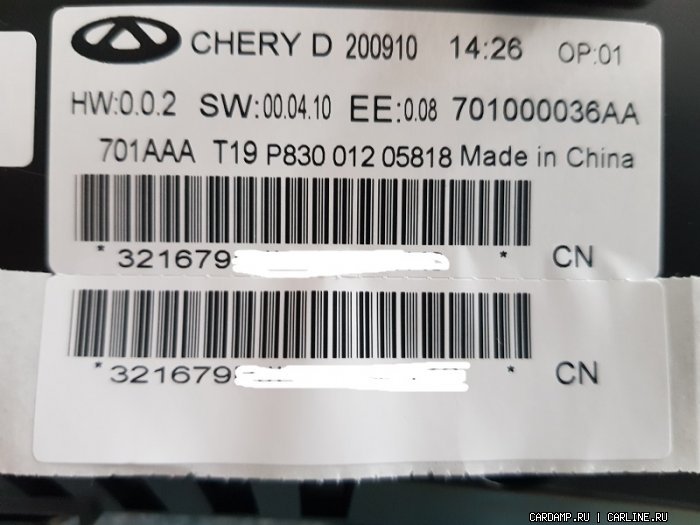 CHERY D 200910 14:26 OP:01
HW:0.0.2 SW:00.04.10 EE:0.08 701000036AA
701AAA T19 P830 012 05818 Made in China
*321679 * CN
*321679 * CN
CARDAMP.RU | CARLINE.RU